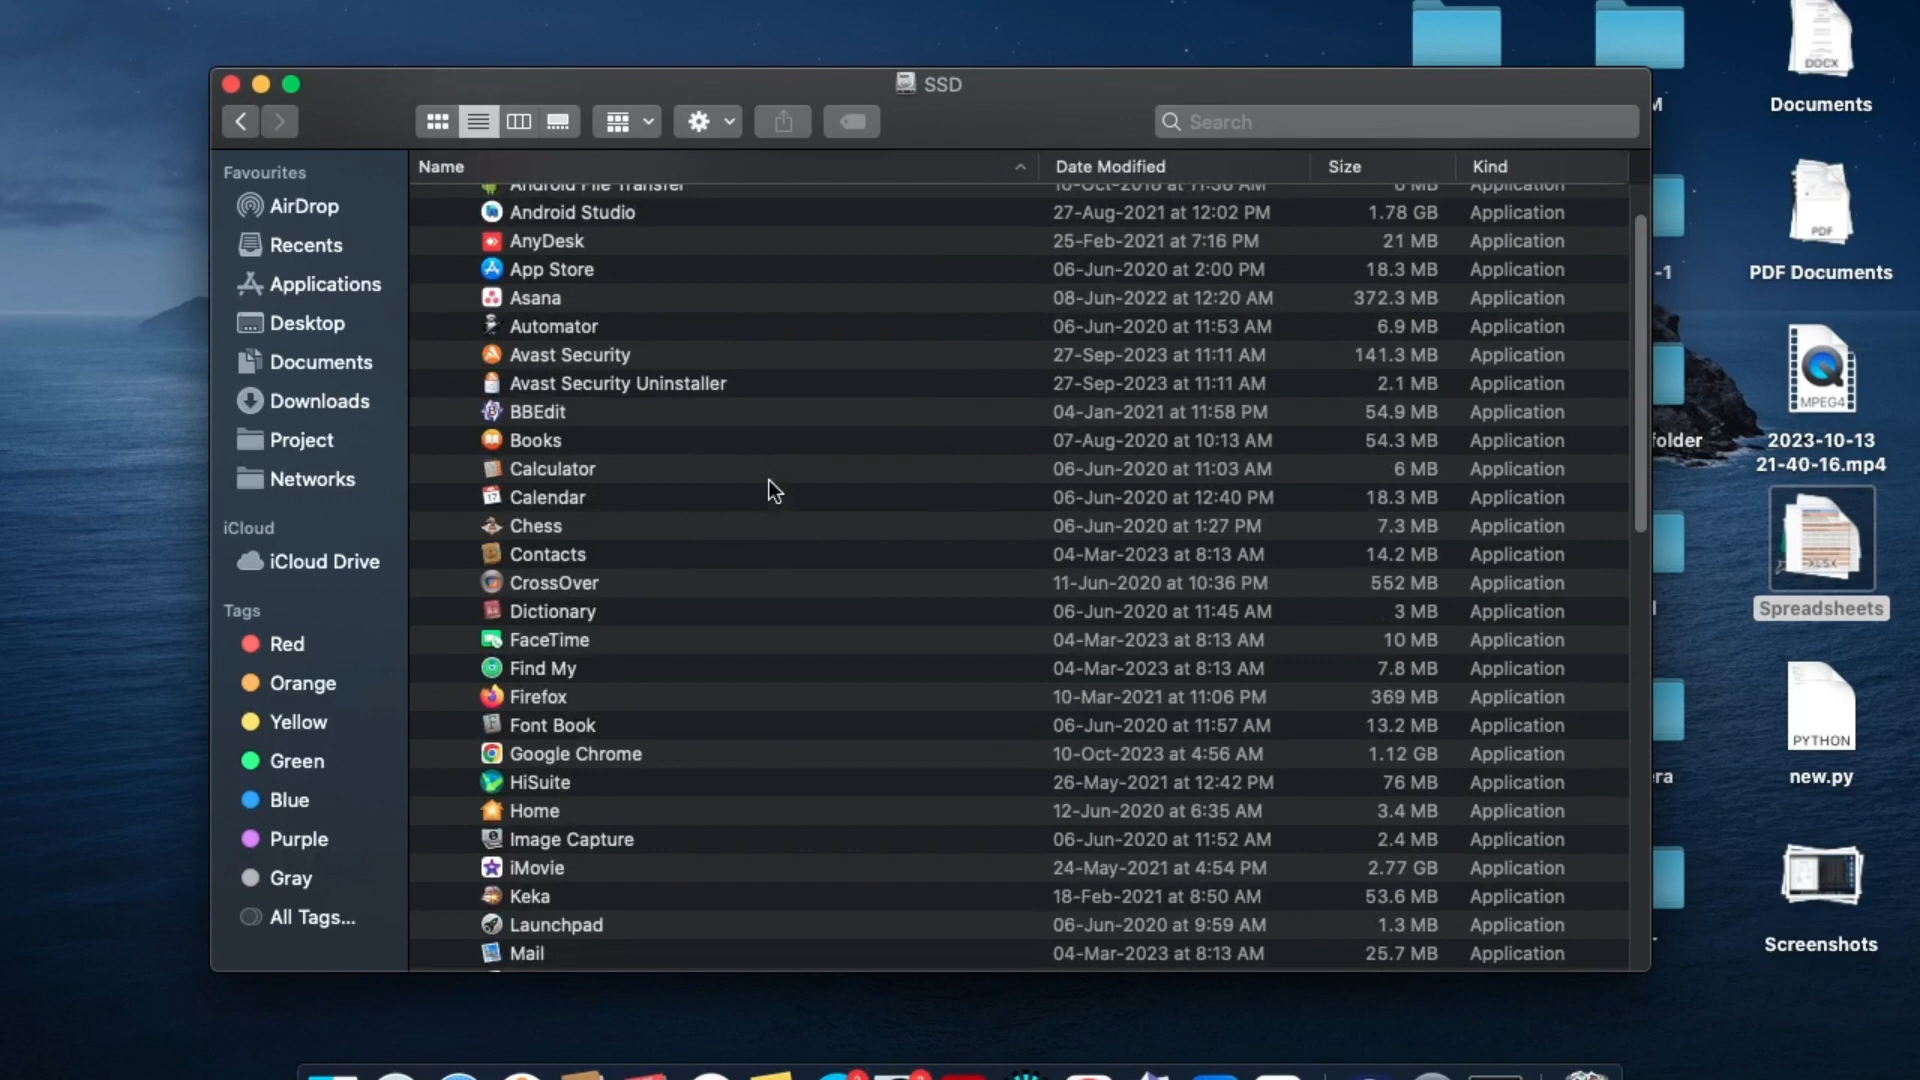 DOCX
Documents
SSD
Search
Name Date Modified Size Kind
Favourites
AirDrop
Recents
Applications
Desktop
Documents
Downloads
Project
Networks
iCloud
iCloud Drive
Tags
Red
Orange
Yellow
Green
Blue
Purple
Gray
All Tags...
Android File Transfer Application
Android Studio 27-Aug-2021 at 12:02 PM 1.78 GB Application
AnyDesk 25-Feb-2021 at 7:16 PM 21 MB Application
App Store 06-Jun-2020 at 2:00 PM 18.3 MB Application
Asana 08-Jun-2022 at 12:20 AM 372.3 MB Application
Automator 06-Jun-2020 at 11:53 AM 6.9 MB Application
Avast Security 27-Sep-2023 at 11:11 AM 141.3 MB Application
Avast Security Uninstaller 27-Sep-2023 at 11:11 AM 2.1 MB Application
BBEdit 04-Jan-2021 at 11:58 PM 54.9 MB Application
Books 07-Aug-2020 at 10:13 AM 54.3 MB Application
Calculator 06-Jun-2020 at 11:03 AM 6 MB Application
Calendar 06-Jun-2020 at 12:40 PM 18.3 MB Application
Chess 06-Jun-2020 at 1:27 PM 7.3 MB Application
Contacts 04-Mar-2023 at 8:13 AM 14.2 MB Application
CrossOver 11-Jun-2020 at 10:36 PM 552 MB Application
Dictionary 06-Jun-2020 at 11:45 AM 3 MB Application
FaceTime 04-Mar-2023 at 8:13 AM 10 MB Application
Find My 04-Mar-2023 at 8:13 AM 7.8 MB Application
Firefox 10-Mar-2021 at 11:06 PM 369 MB Application
Font Book 06-Jun-2020 at 11:57 AM 13.2 MB Application
Google Chrome 10-Oct-2023 at 4:56 AM 1.12 GB Application
HiSuite 26-May-2021 at 12:42 PM 76 MB Application
Home 12-Jun-2020 at 6:35 AM 3.4 MB Application
Image Capture 06-Jun-2020 at 11:52 AM 2.4 MB Application
iMovie 24-May-2021 at 4:54 PM 2.77 GB Application
Keka 18-Feb-2021 at 8:50 AM 53.6 MB Application
Launchpad 06-Jun-2020 at 9:59 AM 1.3 MB Application
Mail 04-Mar-2023 at 8:13 AM 25.7 MB Application
M
-1
older
era
PDF
PDF Documents
MPEG4
2023-10-13
21-40-16.mp4
XLSX
Spreadsheets
PYTHON
new.py
Screenshots